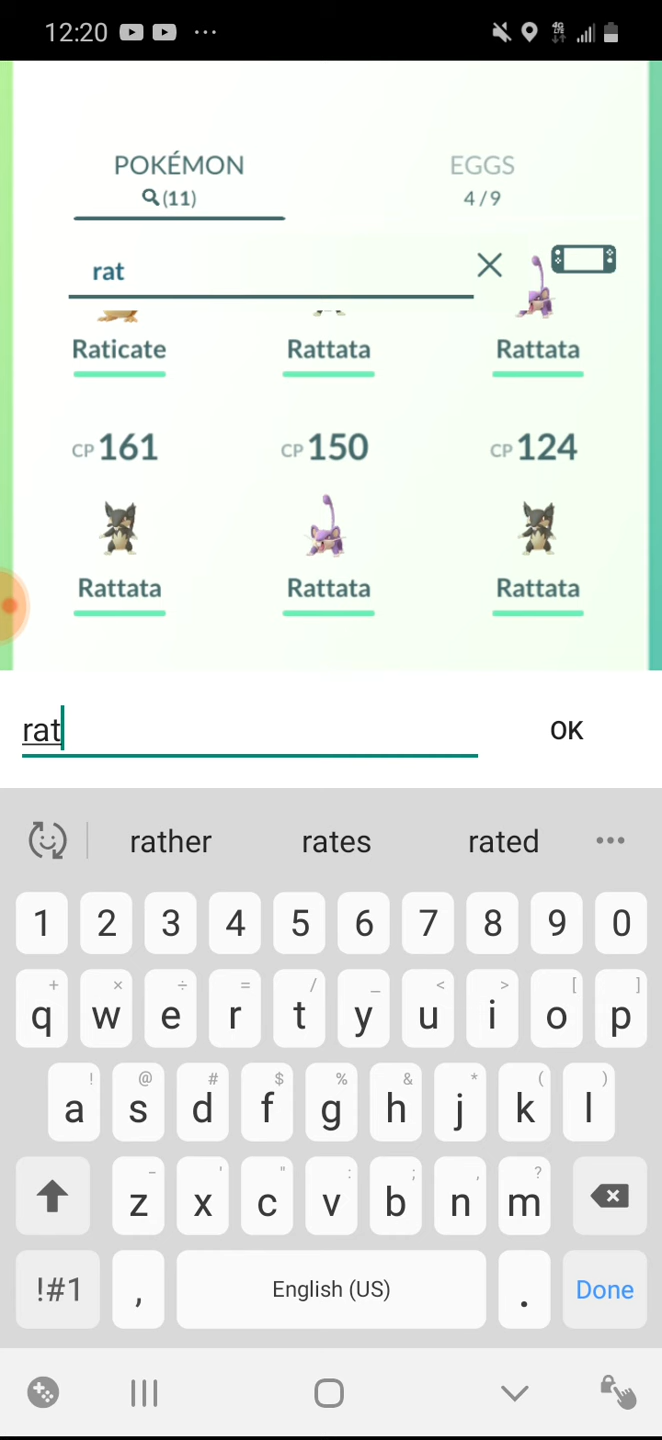 12:20 ... 4G LTE
POKÉMON EGGS
(11) 4 / 9
rat
Raticate Rattata Rattata
CP 161 CP 150 CP 124
Rattata Rattata Rattata
rat OK
rather rates rated ...
1 2 3 4 5 6 7 8 9 0
+ × ÷ = / _ < > [ ]
q w e r t y u i o p
! @ # $ % & * ( )
a s d f g h j k l
- ' " : ; , ?
z x c v b n m
!#1 , English (US) . Done